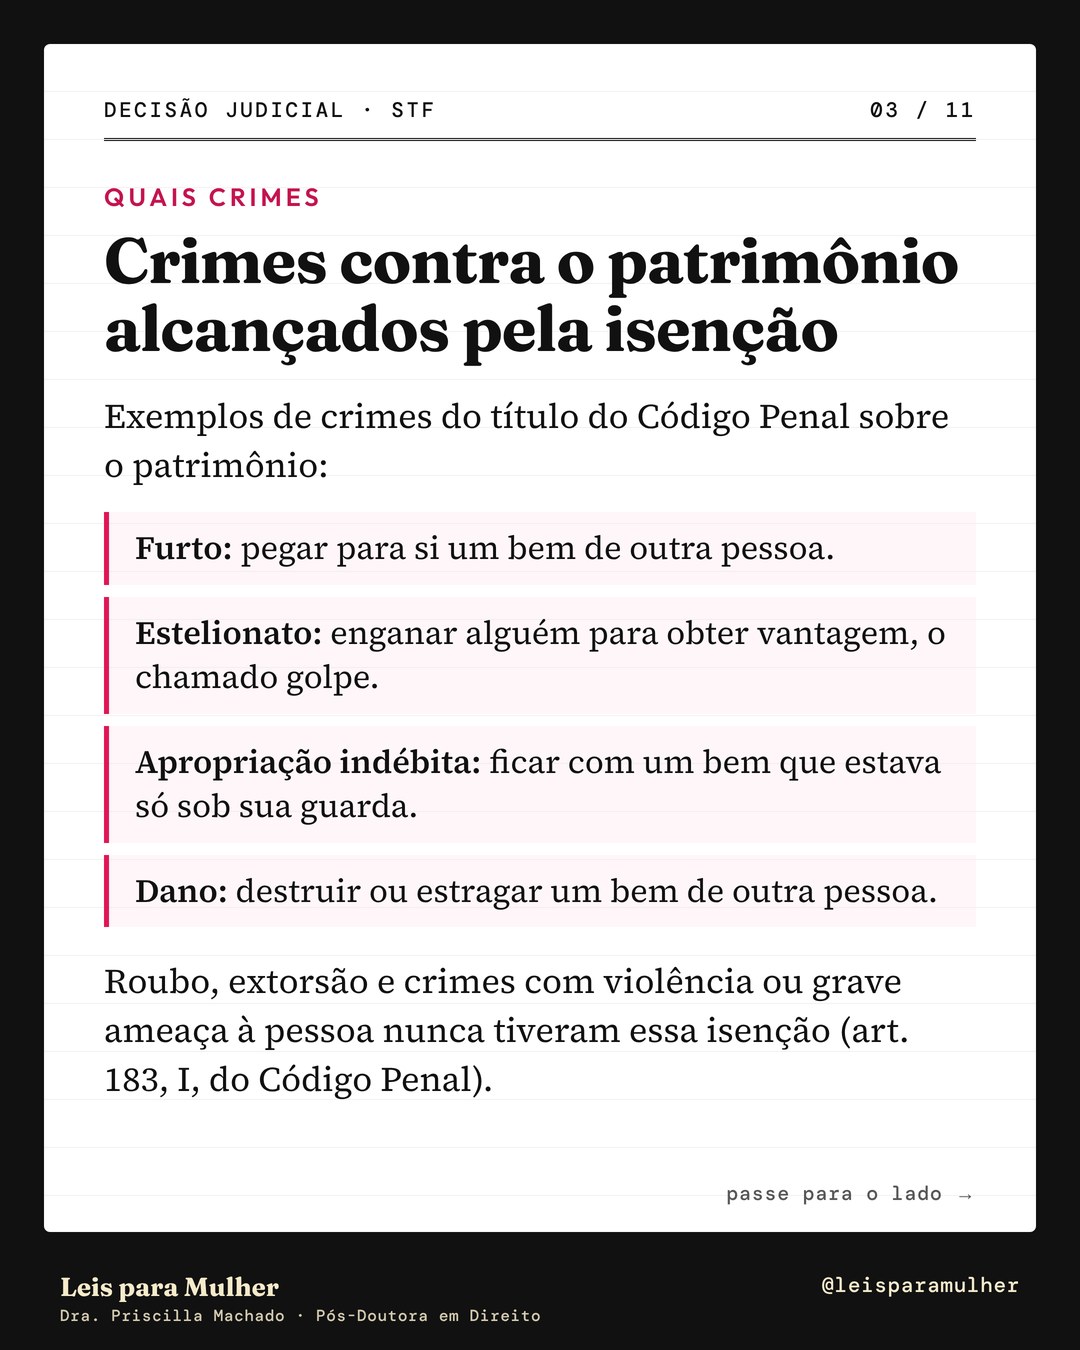 DECISÃO JUDICIAL · STF
03 / 11
QUAIS CRIMES
Crimes contra o patrimônio
alcançados pela isenção
Exemplos de crimes do título do Código Penal sobre
o patrimônio:
Furto: pegar para si um bem de outra pessoa.
Estelionato: enganar alguém para obter vantagem, o
chamado golpe.
Apropriação indébita: ficar com um bem que estava
só sob sua guarda.
Dano: destruir ou estragar um bem de outra pessoa.
Roubo, extorsão e crimes com violência ou grave
ameaça à pessoa nunca tiveram essa isenção (art.
183, I, do Código Penal).
passe para o lado →
Leis para Mulher
@leisparamulher
Dra. Priscilla Machado · Pós-Doutora em Direito